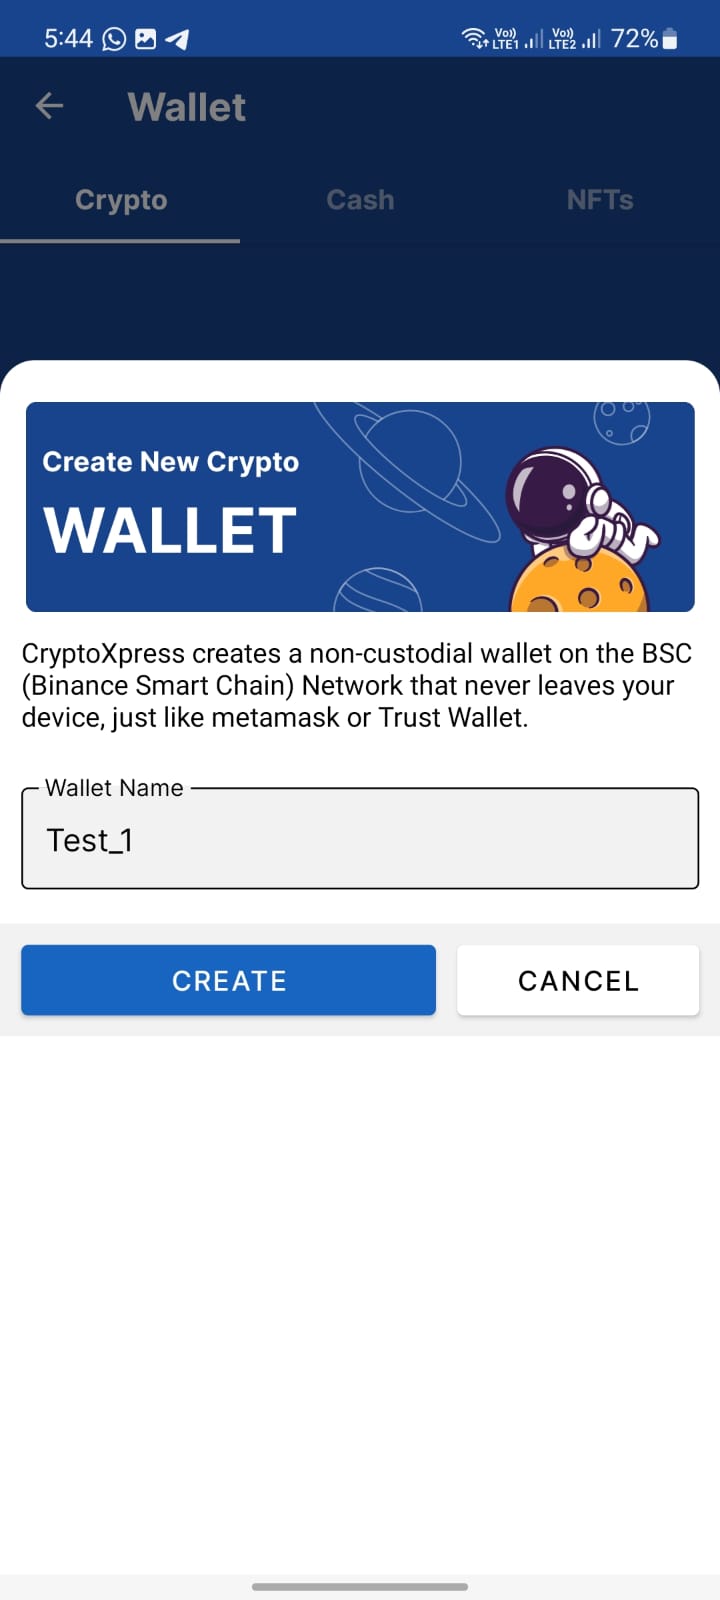 5:44 Vo)) LTE1 Vo)) LTE2 72%
Wallet
Crypto Cash NFTs
Create New Crypto
WALLET
CryptoXpress creates a non-custodial wallet on the BSC
(Binance Smart Chain) Network that never leaves your
device, just like metamask or Trust Wallet.
Wallet Name
Test_1
CREATE CANCEL